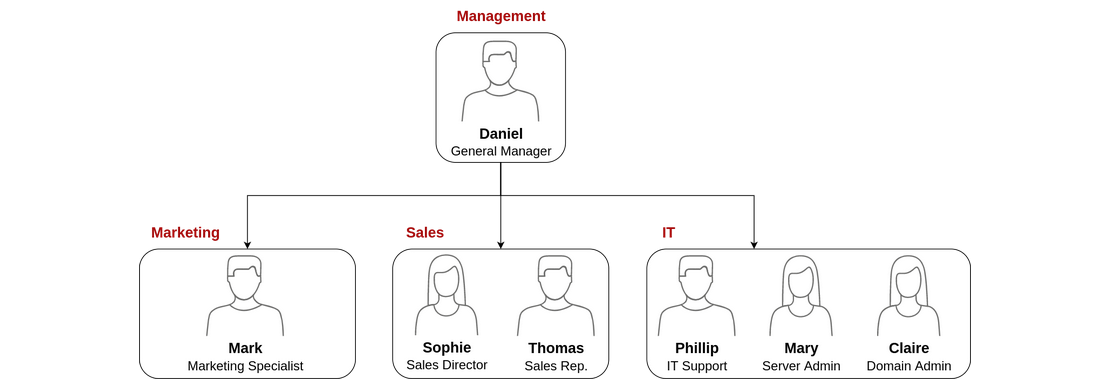 Management
Daniel
General Manager
Marketing
Sales
IT
Mark
Marketing Specialist
Sophie
Sales Director
Thomas
Sales Rep.
Phillip
IT Support
Mary
Server Admin
Claire
Domain Admin